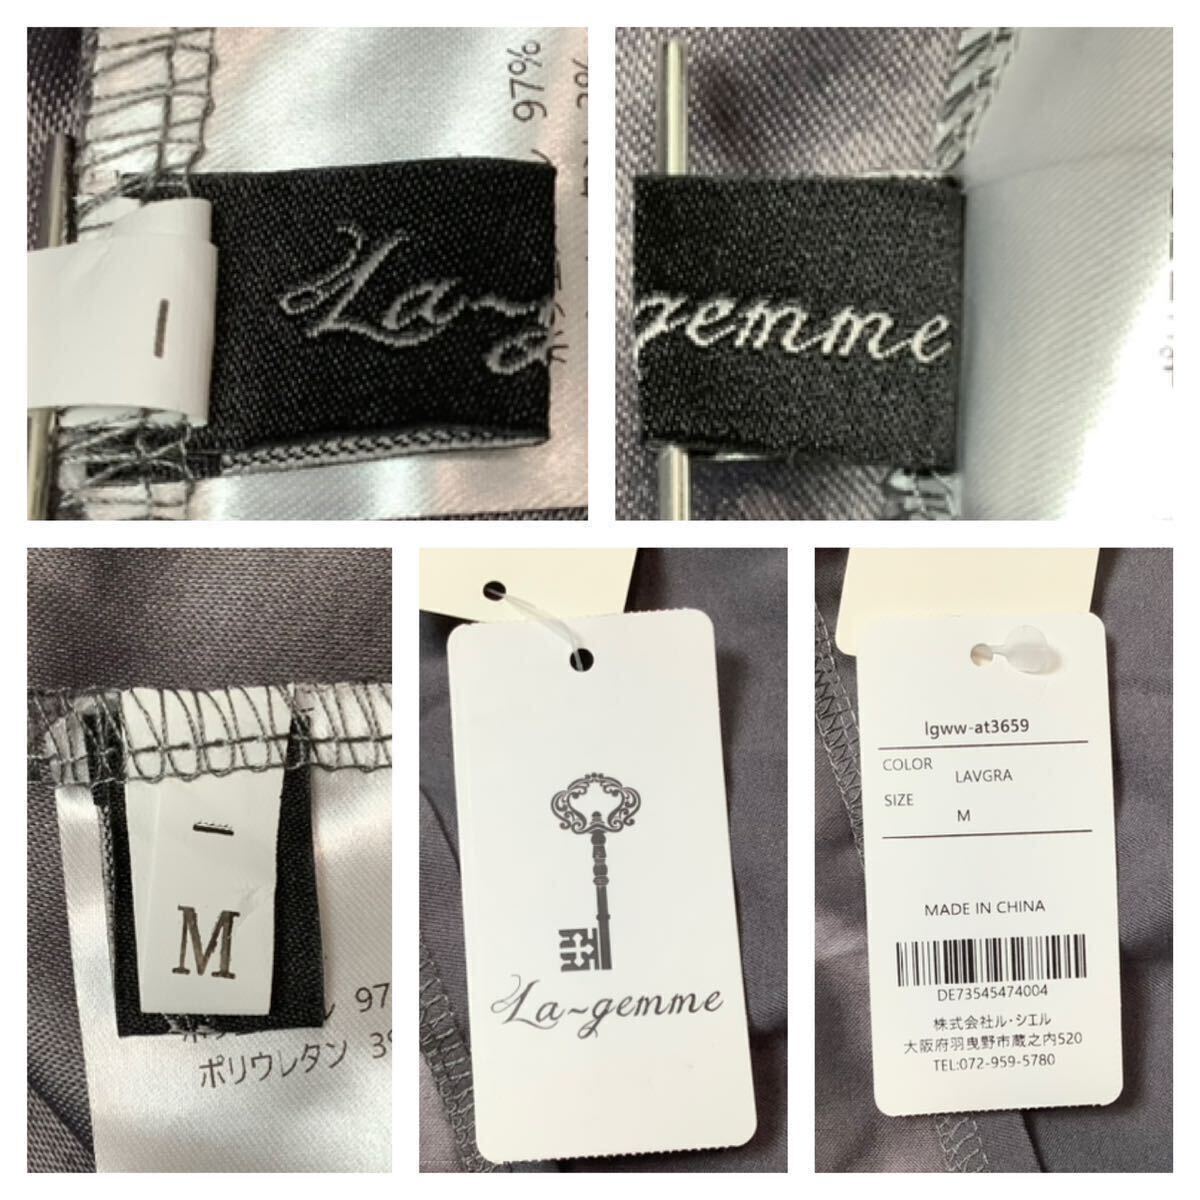 97%
La~g
gemme
M
97
ポリウレタン 3%
La~gemme
lgww-at3659
COLOR LAVGRA
SIZE M
MADE IN CHINA
DE73545474004
株式会社ル・シエル
大阪府羽曳野市蔵之内520
TEL:072-959-5780